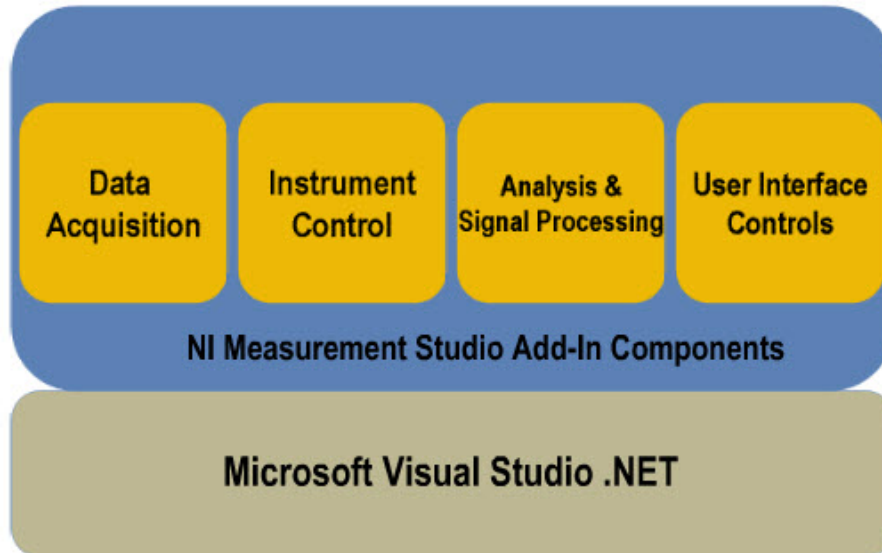 Data
Acquisition
Instrument
Control
Analysis &
Signal Processing
User Interface
Controls
NI Measurement Studio Add-In Components
Microsoft Visual Studio .NET